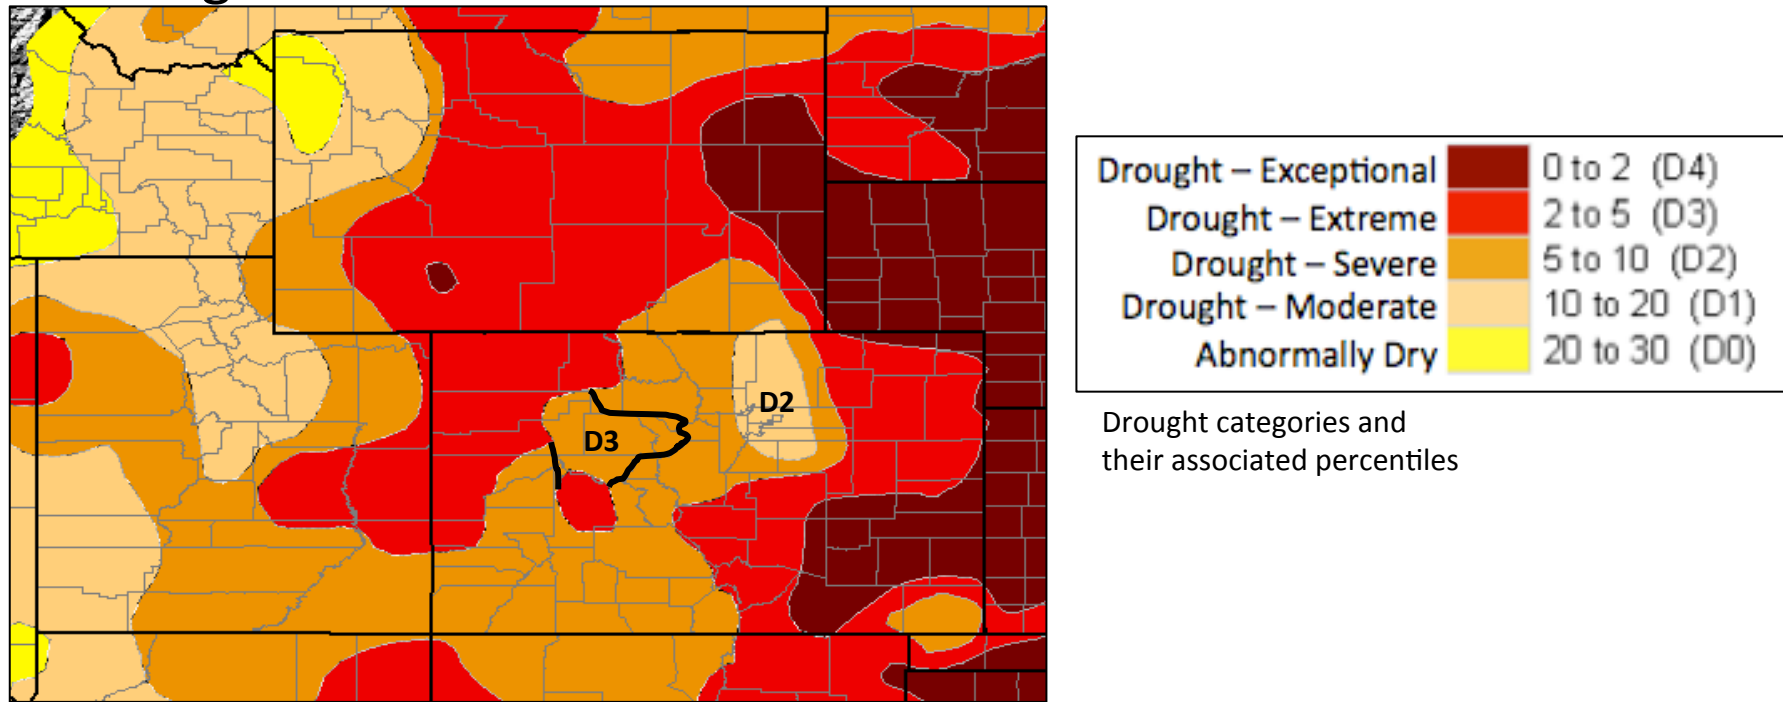 D2
D3
Drought – Exceptional 0 to 2 (D4)
Drought – Extreme 2 to 5 (D3)
Drought – Severe 5 to 10 (D2)
Drought – Moderate 10 to 20 (D1)
Abnormally Dry 20 to 30 (D0)
Drought categories and
their associated percentiles